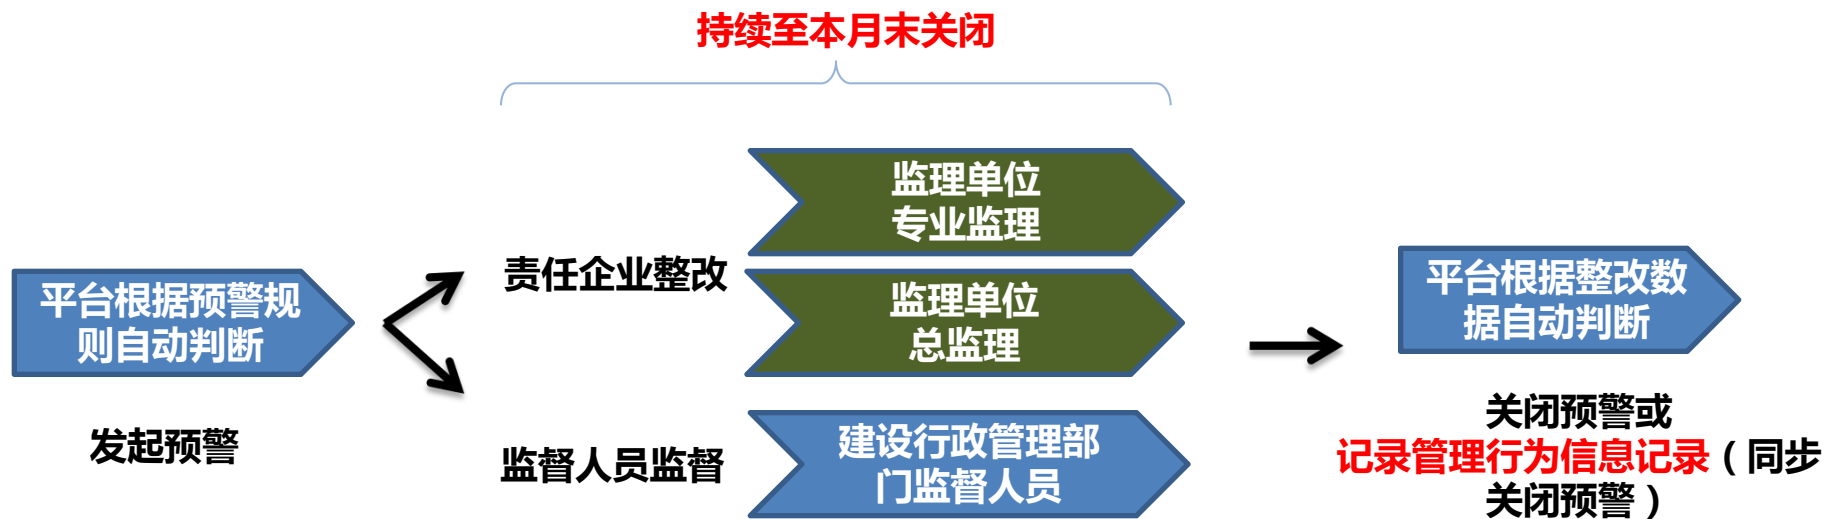 持续至本月末关闭
监理单位
专业监理
责任企业整改
平台根据预警规
则自动判断
监理单位
总监理
平台根据整改数
据自动判断
发起预警
监督人员监督
建设行政管理部
门监督人员
关闭预警或
记录管理行为信息记录（同步
关闭预警）